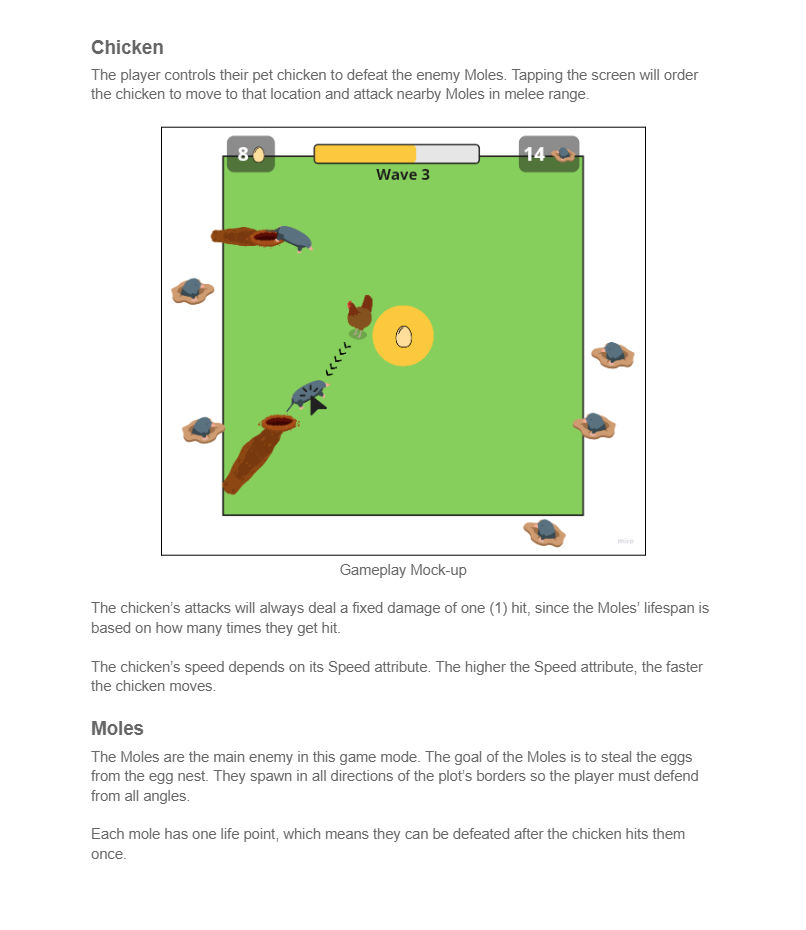 Chicken
The player controls their pet chicken to defeat the enemy Moles. Tapping the screen will order
the chicken to move to that location and attack nearby Moles in melee range.
8
14
Wave 3
miro
Gameplay Mock-up
The chicken’s attacks will always deal a fixed damage of one (1) hit, since the Moles’ lifespan is
based on how many times they get hit.
The chicken’s speed depends on its Speed attribute. The higher the Speed attribute, the faster
the chicken moves.
Moles
The Moles are the main enemy in this game mode. The goal of the Moles is to steal the eggs
from the egg nest. They spawn in all directions of the plot’s borders so the player must defend
from all angles.
Each mole has one life point, which means they can be defeated after the chicken hits them
once.